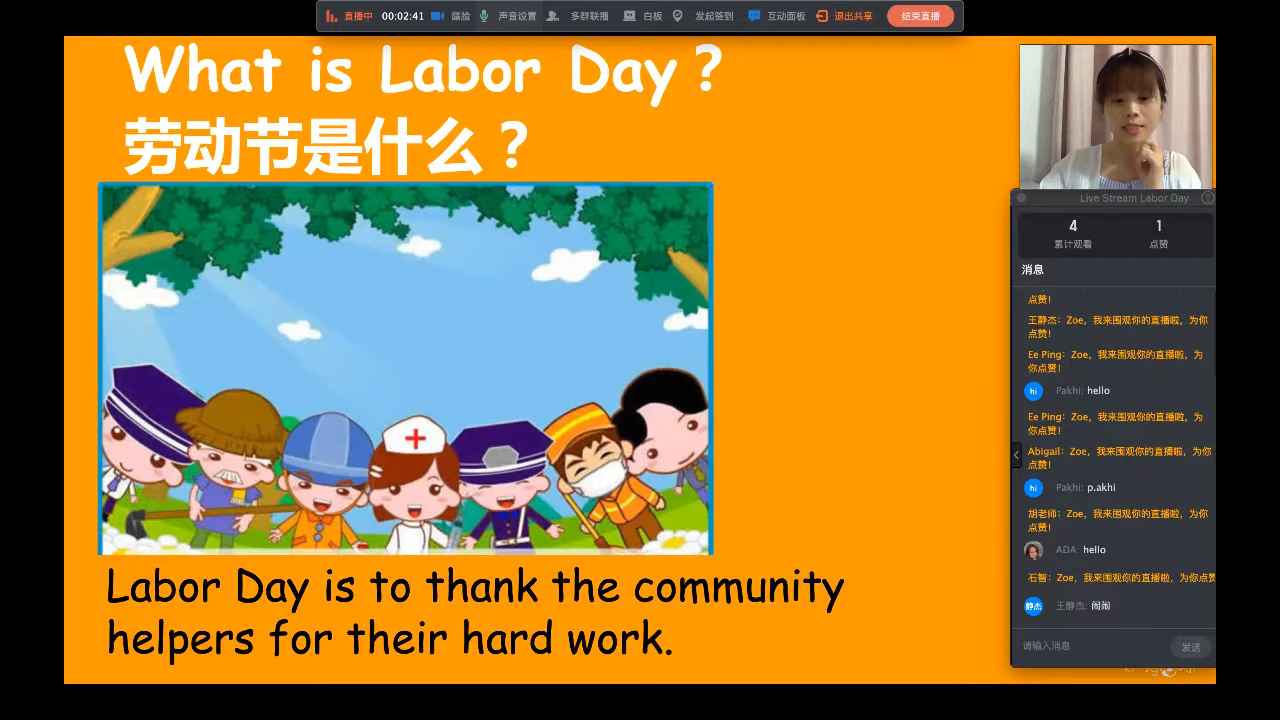 直播中 00:02:41 露脸 声音设置 多群联播 白板 发起签到 互动面板 退出共享 结束直播
What is Labor Day？
劳动节是什么？
Labor Day is to thank the community
helpers for their hard work.
Live Stream Labor Day
4 1
累计观看 点赞
消息
点赞！
王静杰：Zoe，我来围观你的直播啦，为你
点赞！
Ee Ping：Zoe，我来围观你的直播啦，为
你点赞！
hi Pakhi: hello
Ee Ping：Zoe，我来围观你的直播啦，为
你点赞！
Abigail：Zoe，我来围观你的直播啦，为你
点赞！
hi Pakhi: p.akhi
胡老师：Zoe，我来围观你的直播啦，为你
点赞！
ADA: hello
石智：Zoe，我来围观你的直播啦，为你点赞
静杰 王静杰: 闹闹
请输入消息 发送